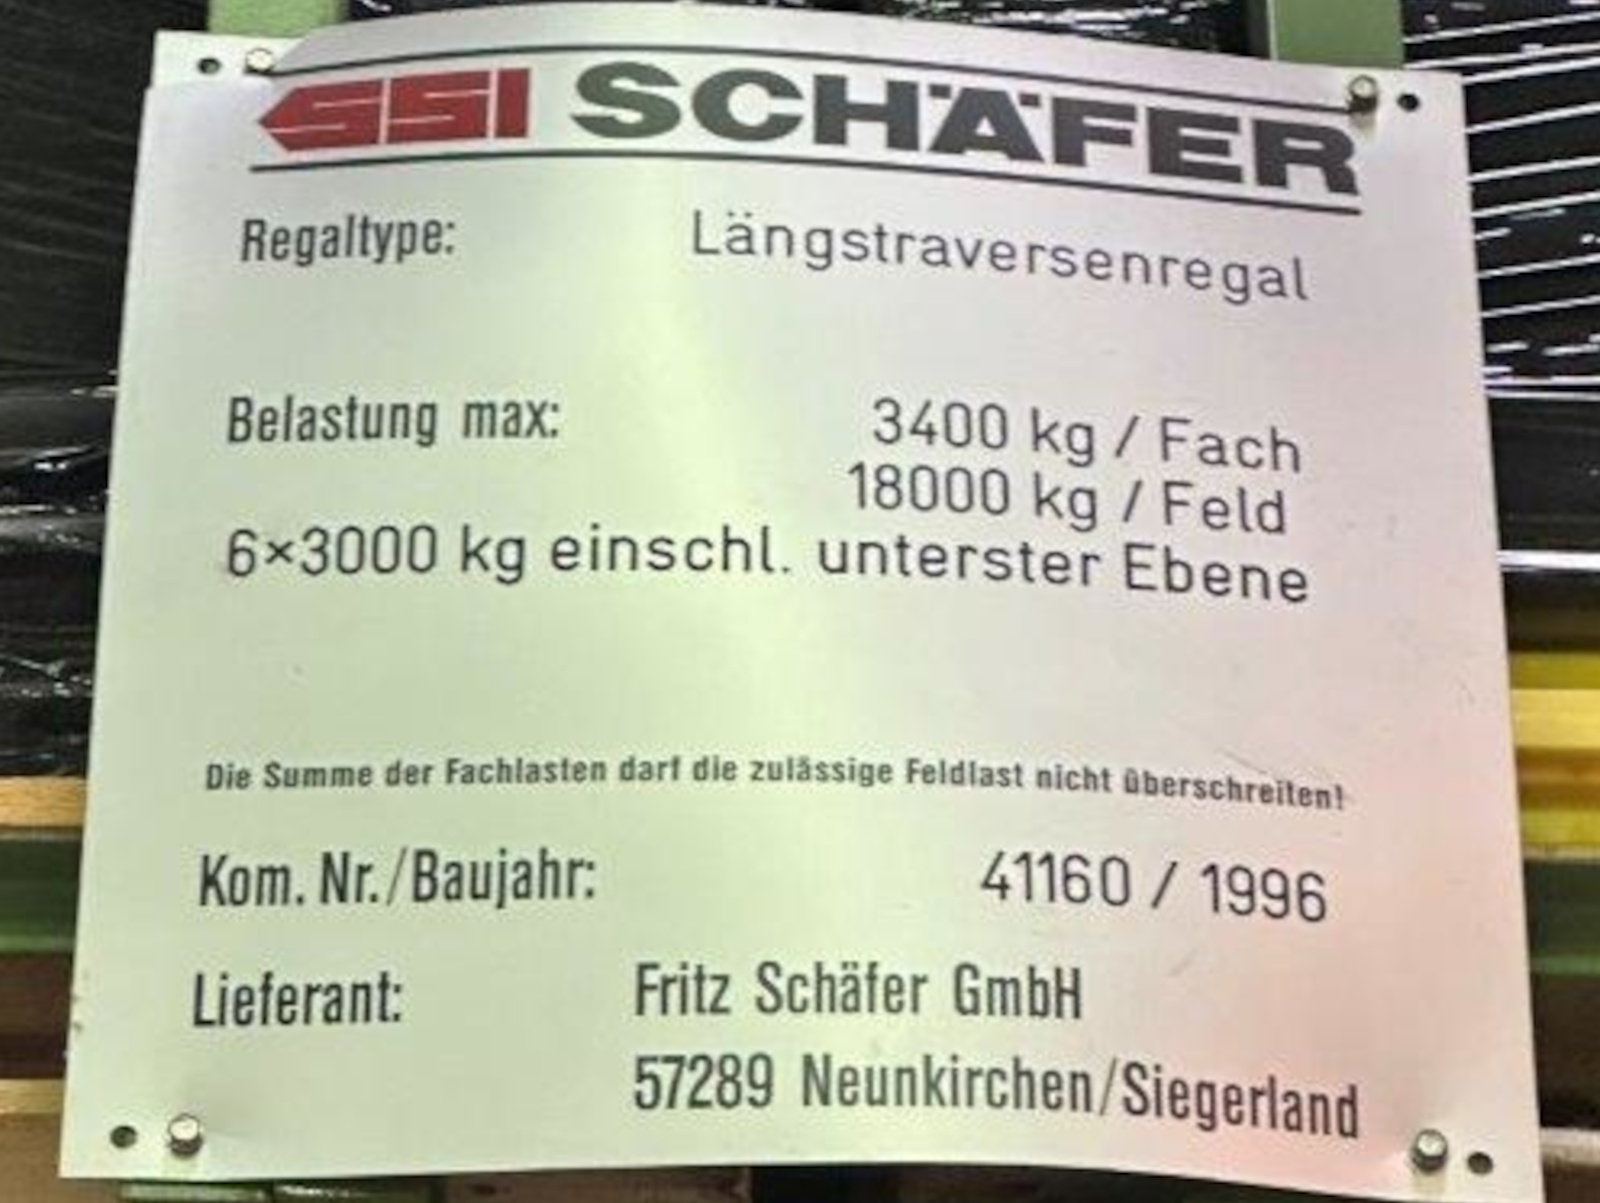 SSI SCHÄFER
Regaltype: Längstraversenregal
Belastung max: 3400 kg / Fach
18000 kg / Feld
6×3000 kg einschl. unterster Ebene
Die Summe der Fachlasten darf die zulässige Feldlast nicht überschreiten!
Kom. Nr./Baujahr: 41160 / 1996
Lieferant: Fritz Schäfer GmbH
57289 Neunkirchen/Siegerland